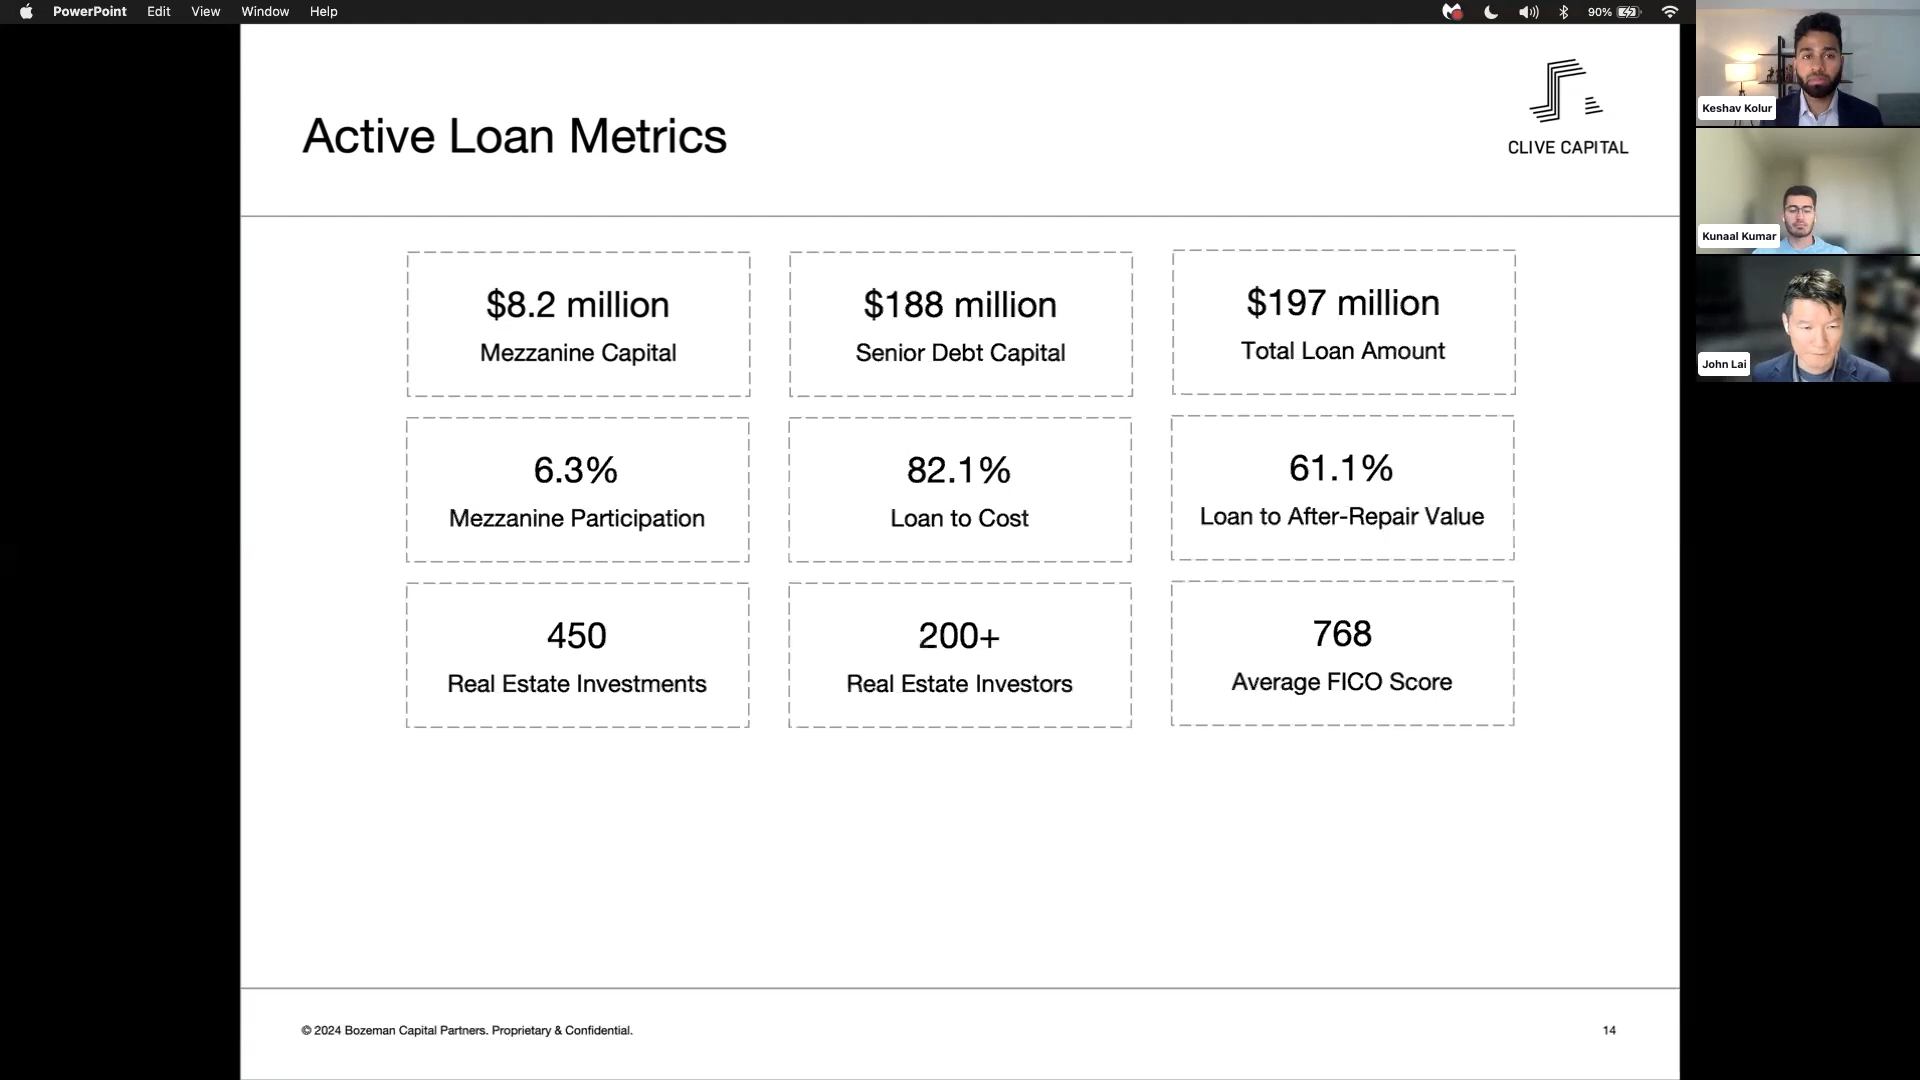 PowerPoint Edit View Window Help 90%
Active Loan Metrics
CLIVE CAPITAL
$8.2 million
Mezzanine Capital
$188 million
Senior Debt Capital
$197 million
Total Loan Amount
6.3%
Mezzanine Participation
82.1%
Loan to Cost
61.1%
Loan to After-Repair Value
450
Real Estate Investments
200+
Real Estate Investors
768
Average FICO Score
© 2024 Bozeman Capital Partners. Proprietary & Confidential.
14
Keshav Kolur
Kunaal Kumar
John Lai